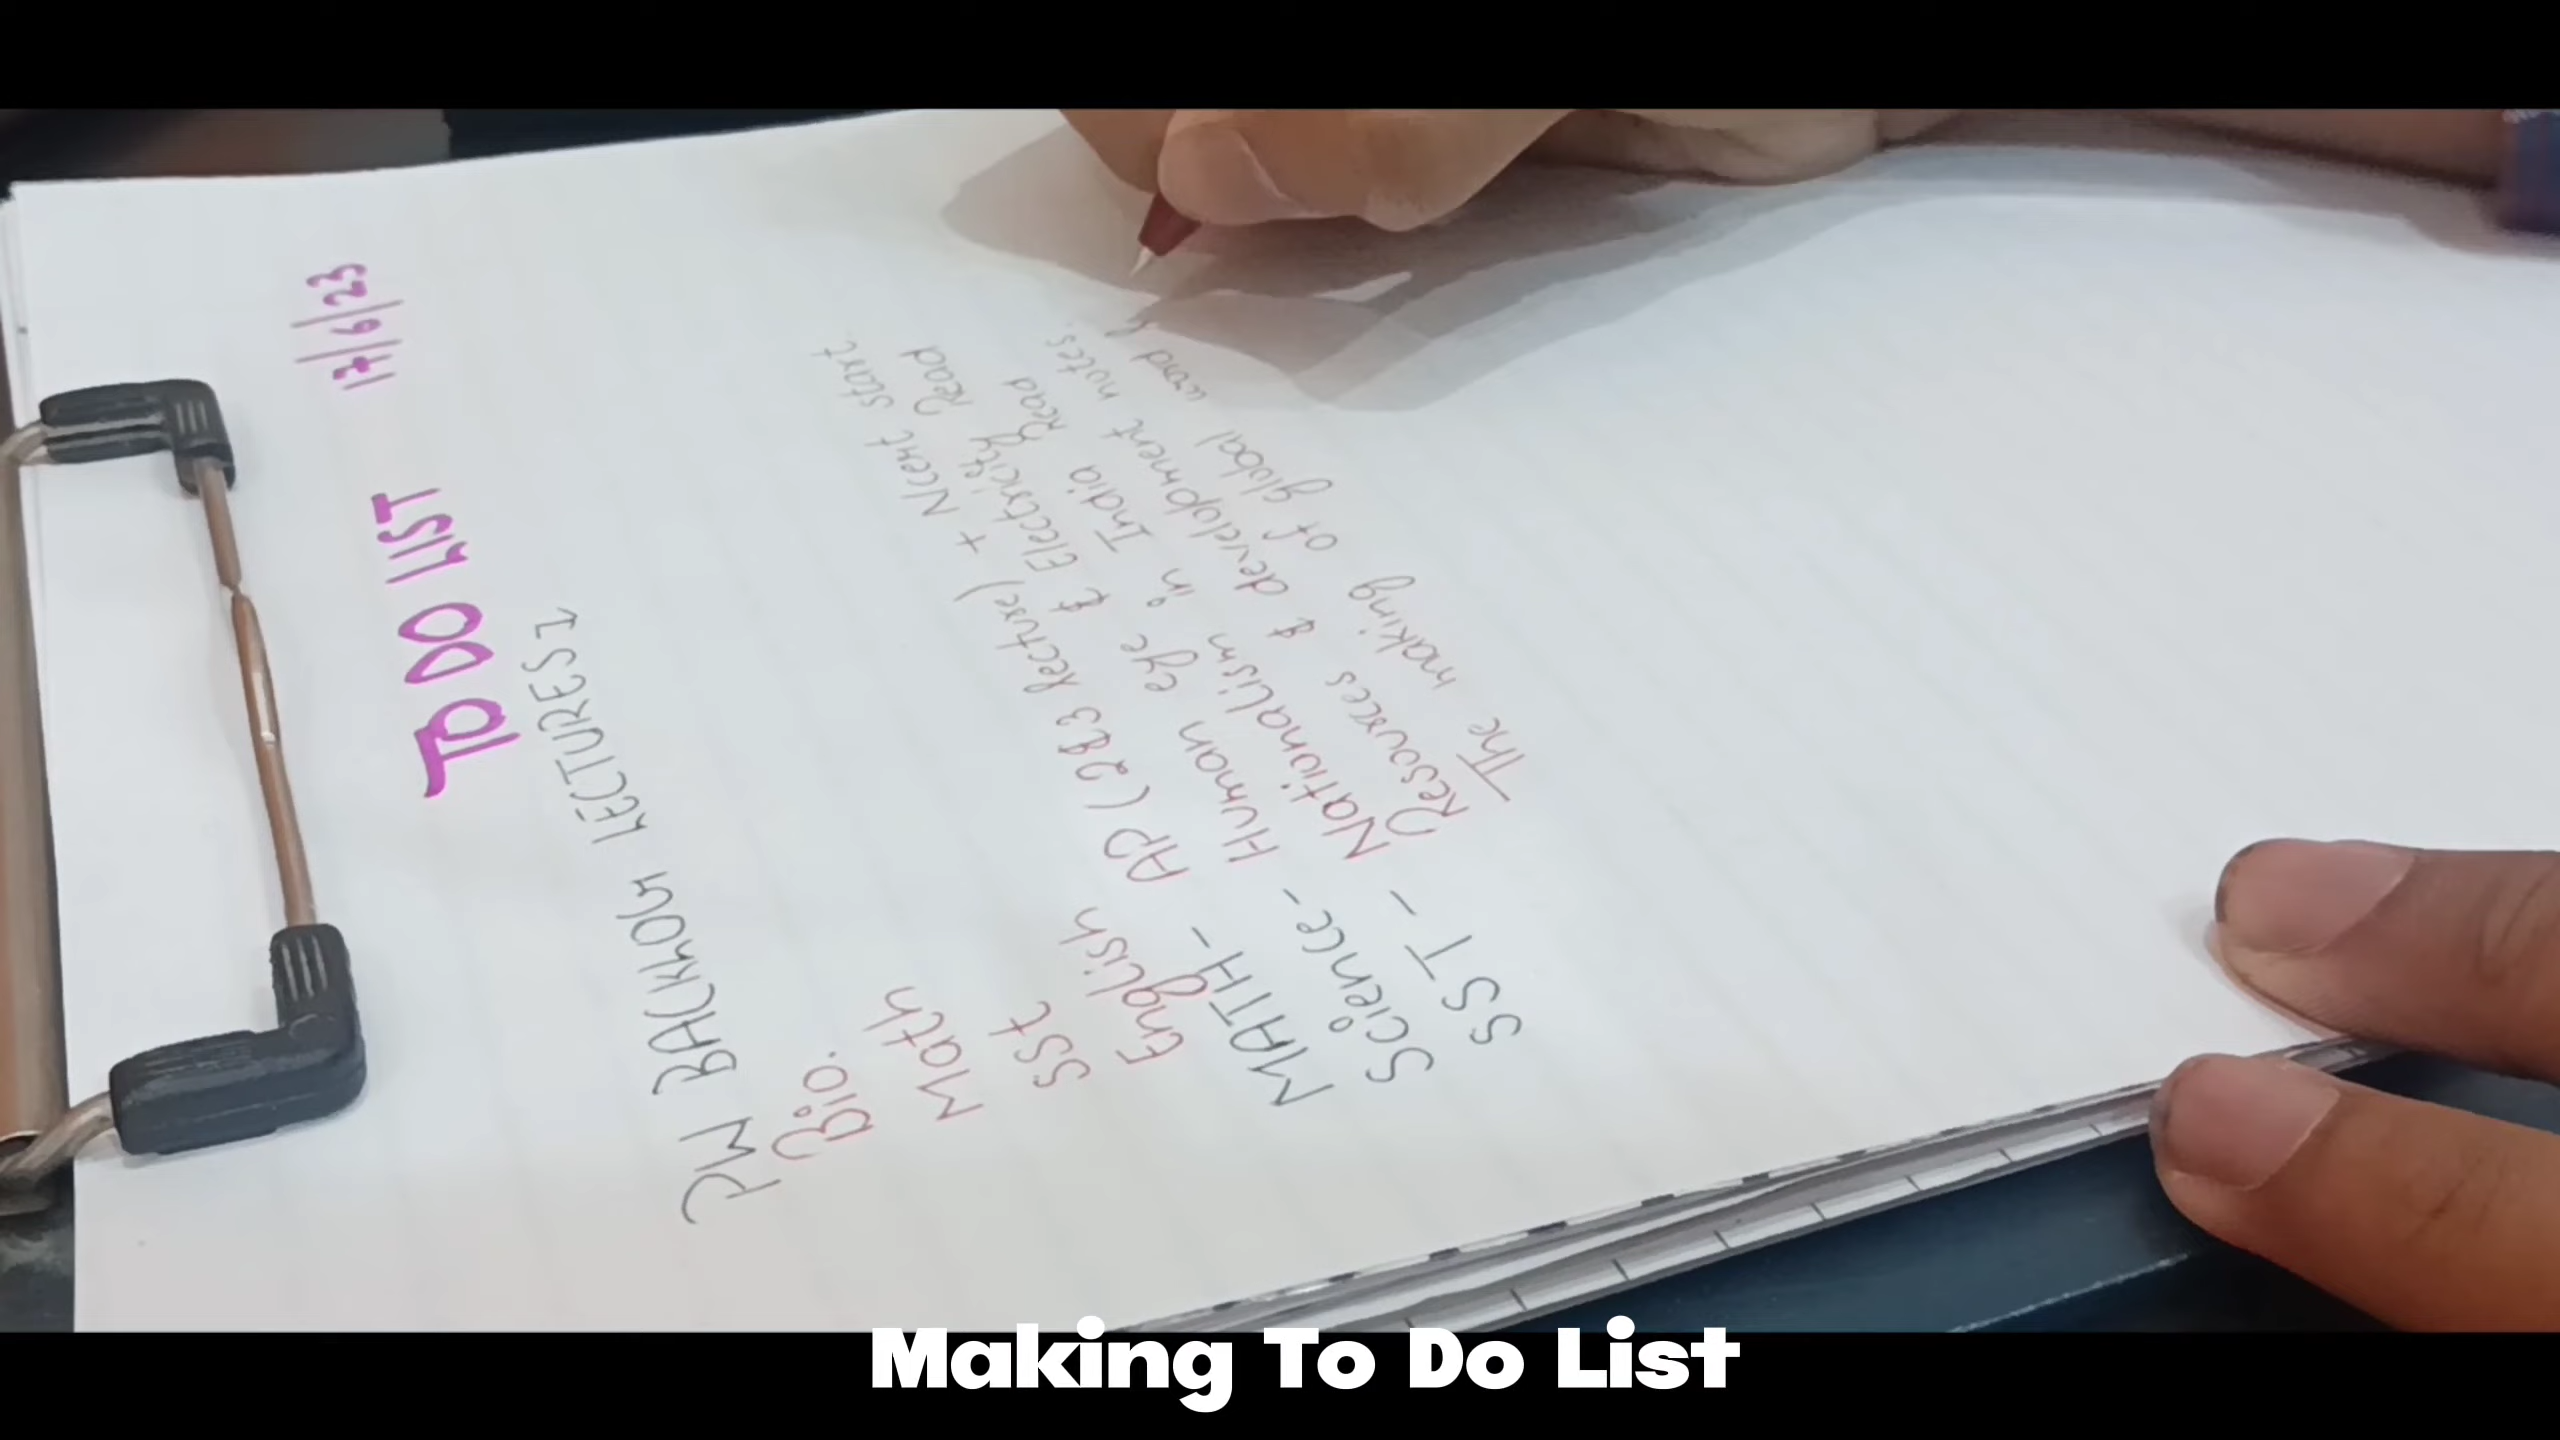 TO DO LIST 17/6/23
PW BACKLOG LECTURES 1
Bio.
Math
SSt
English
MATH - AP (2&3 lecture) + Ncert start
Science - Human eye & Electricity Read
SST - Nationalism in India Read
Resources & development notes.
The making of global
Making To Do List